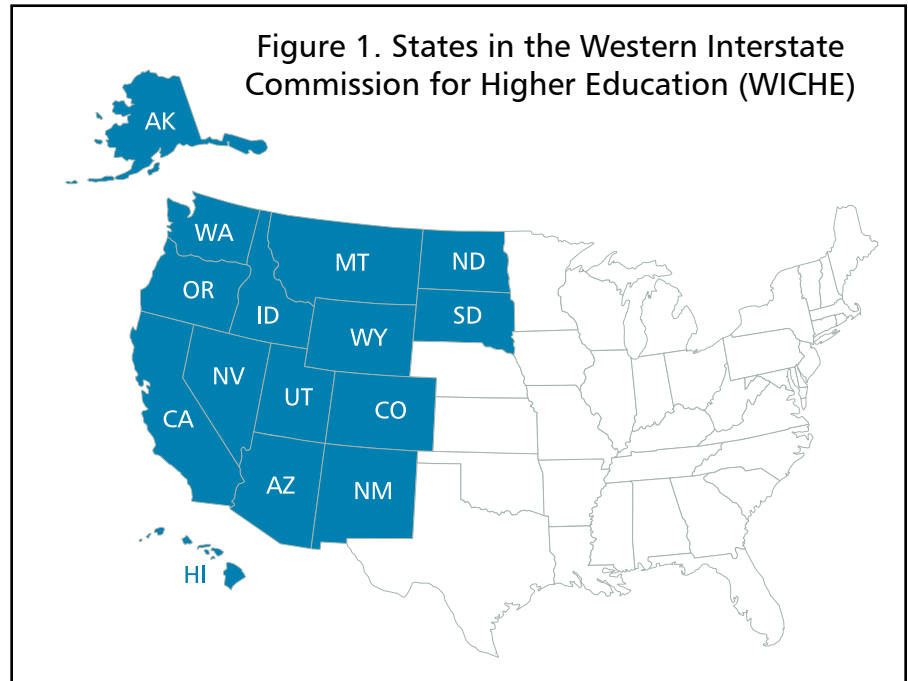 Figure 1. States in the Western Interstate
Commission for Higher Education (WICHE)
AK
WA
MT
ND
OR
ID
SD
WY
NV
UT
CO
CA
AZ
NM
HI